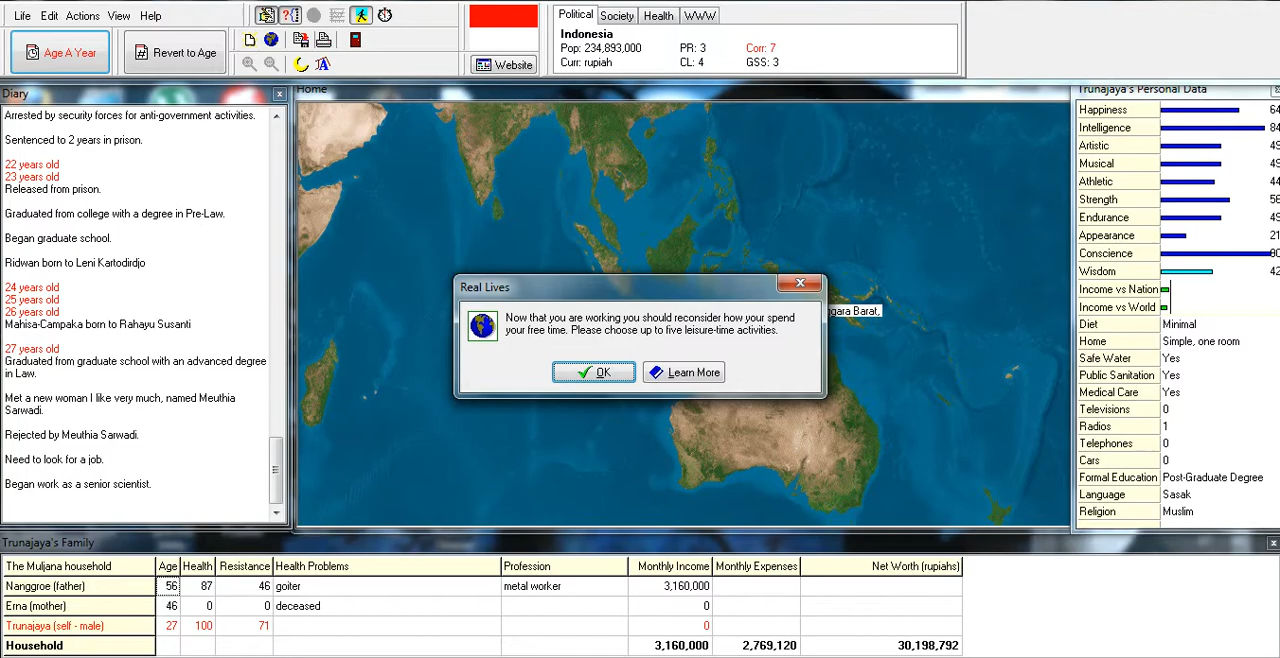 Life Edit Actions View Help
Age A Year
Revert to Age
Website
Political Society Health WWW
Indonesia
Pop: 234,893,000 PR: 3 Corr: 7
Curr: rupiah CL: 4 GSS: 3
Diary
Arrested by security forces for anti-government activities.
Sentenced to 2 years in prison.
22 years old
23 years old
Released from prison.
Graduated from college with a degree in Pre-Law.
Began graduate school.
Ridwan born to Leni Kartodirdjo
24 years old
25 years old
26 years old
Mahisa-Campaka born to Rahayu Susanti
27 years old
Graduated from graduate school with an advanced degree
in Law.
Met a new woman I like very much, named Meuthia
Sarwadi.
Rejected by Meuthia Sarwadi.
Need to look for a job.
Began work as a senior scientist.
Home
Real Lives
Now that you are working you should reconsider how your spend
your free time. Please choose up to five leisure-time activities.
OK
Learn More
ngara Barat,
Trunajaya's Personal Data
Happiness 64
Intelligence 84
Artistic 49
Musical 49
Athletic 44
Strength 56
Endurance 49
Appearance 21
Conscience
Wisdom 42
Income vs Nation
Income vs World
Diet Minimal
Home Simple, one room
Safe Water Yes
Public Sanitation Yes
Medical Care Yes
Televisions 0
Radios 1
Telephones 0
Cars 0
Formal Education Post-Graduate Degree
Language Sasak
Religion Muslim
Trunajaya's Family
The Muljana household Age Health Resistance Health Problems Profession Monthly Income Monthly Expenses Net Worth (rupiahs)
Nanggroe (father) 56 87 46 goiter metal worker 3,160,000
Erna (mother) 46 0 0 deceased 0
Trunajaya (self - male) 27 100 71 0
Household 3,160,000 2,769,120 30,198,792